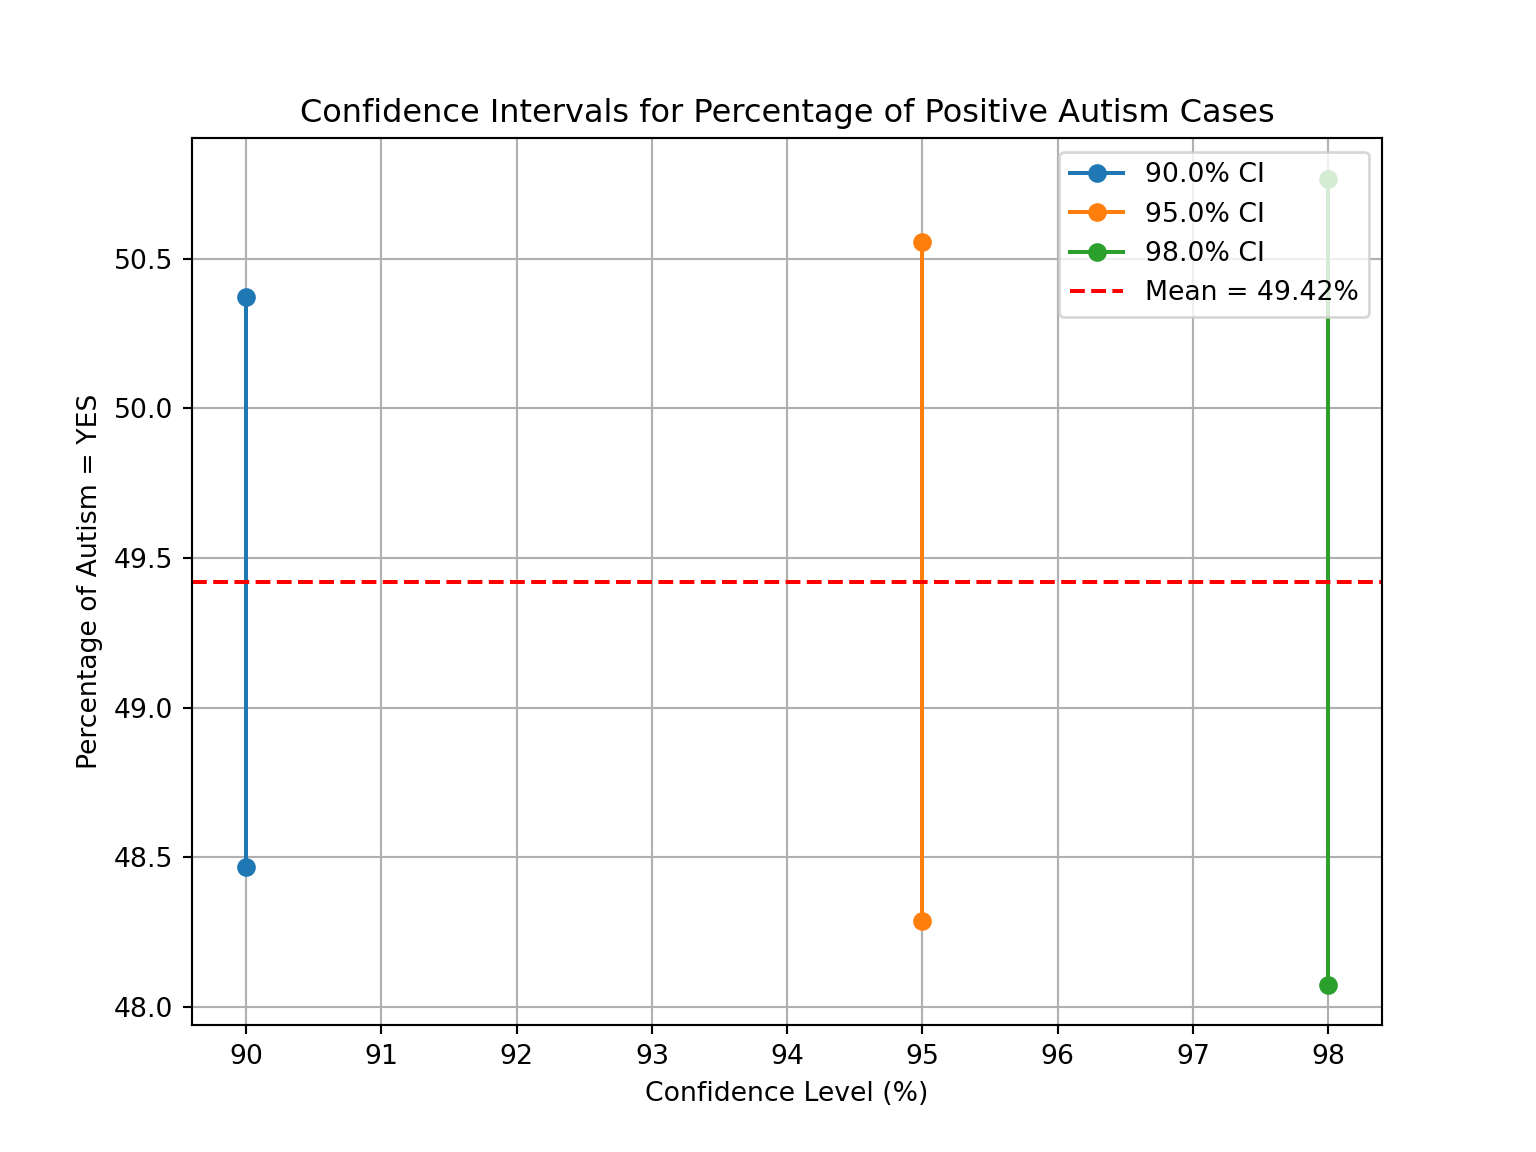 Confidence Intervals for Percentage of Positive Autism Cases
90.0% CI
95.0% CI
98.0% CI
Mean = 49.42%
Percentage of Autism = YES
50.5
50.0
49.5
49.0
48.5
48.0
90 91 92 93 94 95 96 97 98
Confidence Level (%)